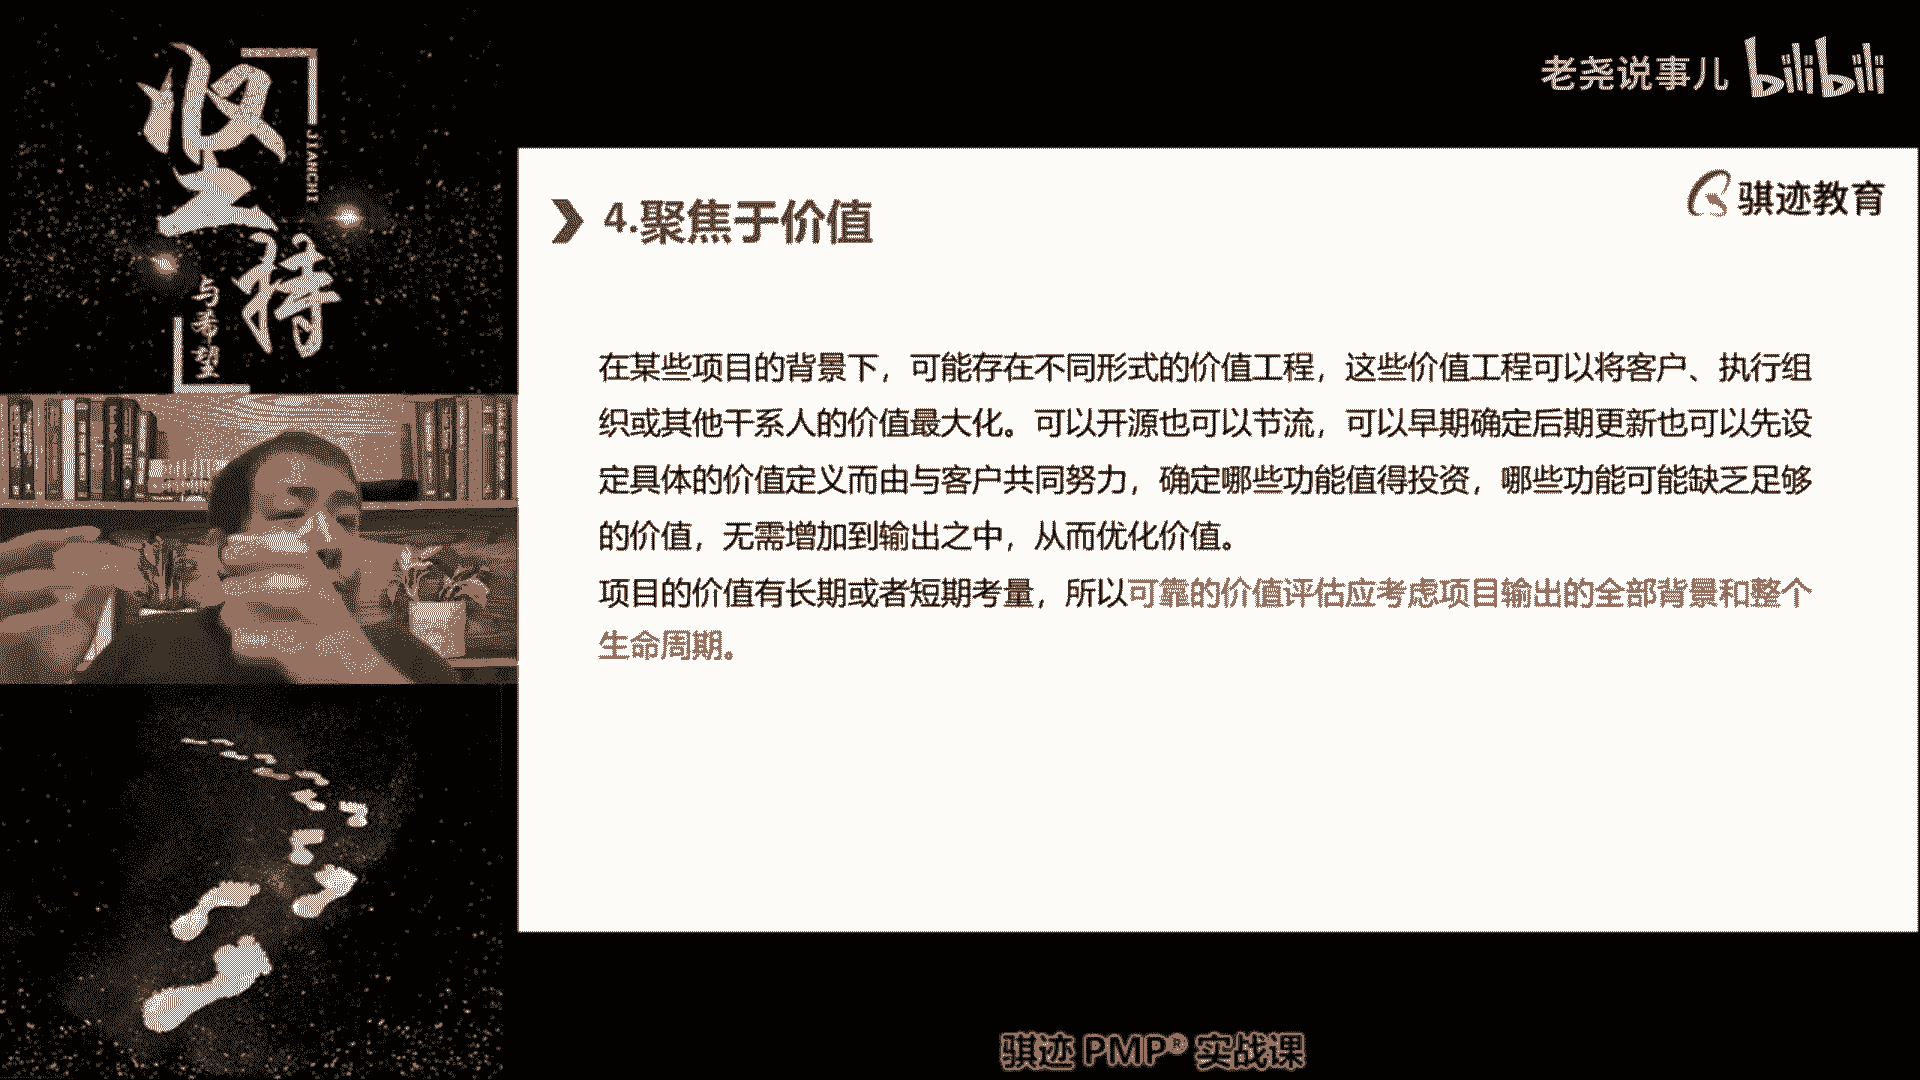 坚持
JIANCHI
与希望
老尧说事儿 bilibili
骐迹教育
4.聚焦于价值
在某些项目的背景下，可能存在不同形式的价值工程，这些价值工程可以将客户、执行组
织或其他干系人的价值最大化。可以开源也可以节流，可以早期确定后期更新也可以先设
定具体的价值定义而由与客户共同努力，确定哪些功能值得投资，哪些功能可能缺乏足够
的价值，无需增加到输出之中，从而优化价值。
项目的价值有长期或者短期考量，所以可靠的价值评估应考虑项目输出的全部背景和整个
生命周期。
骐迹 PMP® 实战课